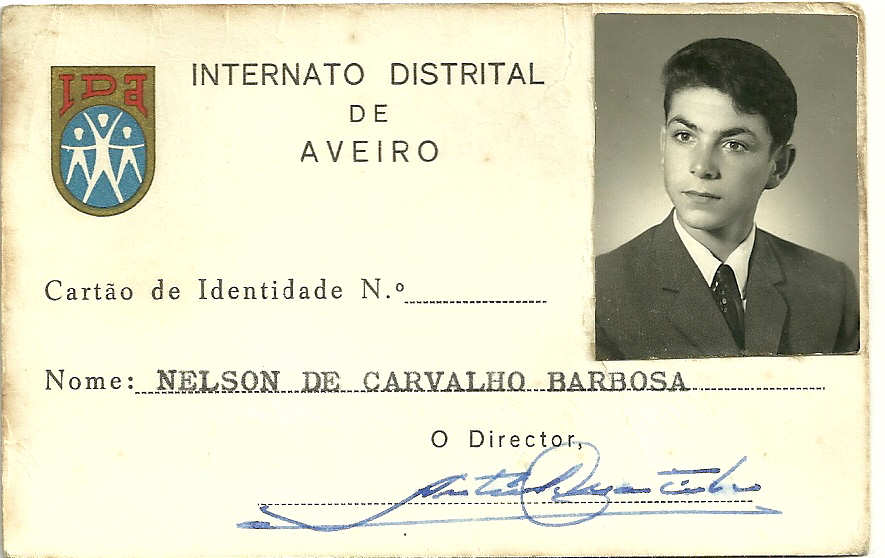 IDA
INTERNATO DISTRITAL
DE
AVEIRO
Cartão de Identidade N.º
Nome: NELSON DE CARVALHO BARBOSA
O Director,